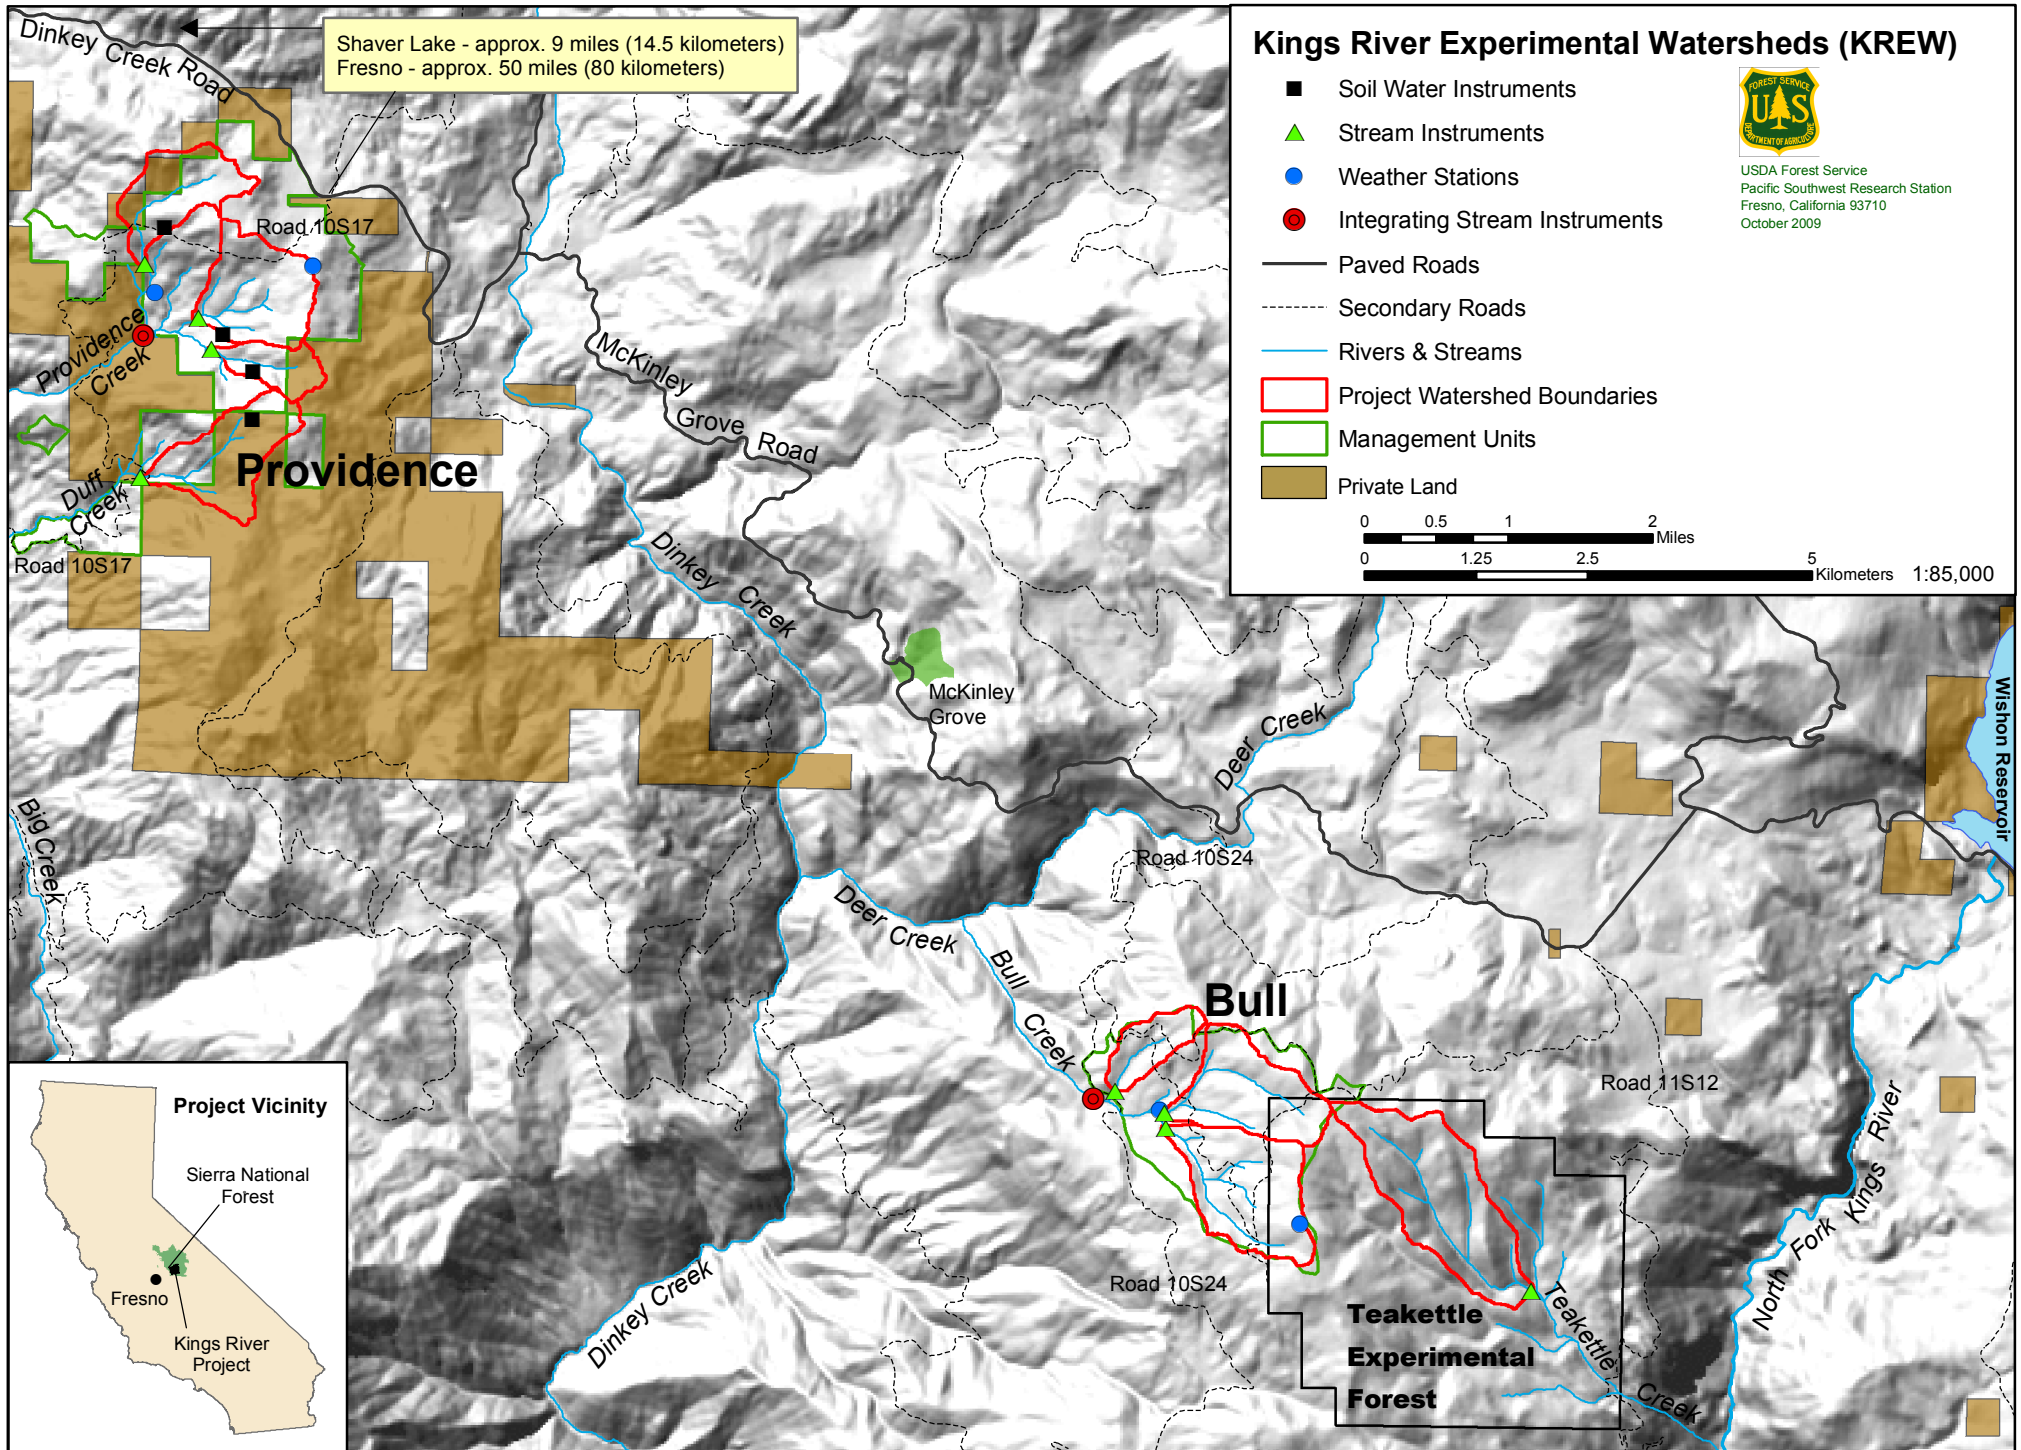 Dinkey Creek Road
Shaver Lake - approx. 9 miles (14.5 kilometers)
Fresno - approx. 50 miles (80 kilometers)
Kings River Experimental Watersheds (KREW)
Soil Water Instruments
Stream Instruments
Weather Stations
Integrating Stream Instruments
Paved Roads
Secondary Roads
Rivers & Streams
Project Watershed Boundaries
Management Units
Private Land
FOREST SERVICE
US
DEPARTMENT OF AGRICULTURE
USDA Forest Service
Pacific Southwest Research Station
Fresno, California 93710
October 2009
0 0.5 1 2
Miles
0 1.25 2.5 5
Kilometers 1:85,000
Road 10S17
Providence
Creek
McKinley
Grove Road
Providence
Duff
Creek
Road 10S17
Dinkey Creek
McKinley
Grove
Deer Creek
Wishon Reservoir
Big Creek
Road 10S24
Deer Creek
Bull
Creek
Bull
Road 11S12
North Fork Kings River
Road 10S24
Dinkey Creek
Teakettle
Experimental
Forest
Teakettle Creek
Project Vicinity
Sierra National
Forest
Fresno
Kings River
Project